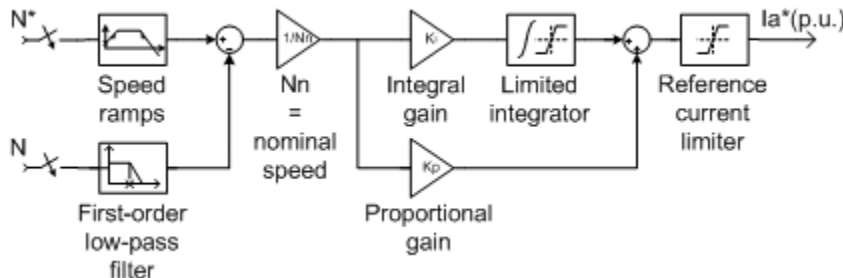 N*
Speed
ramps
+
-
1/Nn
Nn
=
nominal
speed
Ki
Integral
gain
Limited
integrator
+
+
Reference
current
limiter
Ia*(p.u.)
N
First-order
low-pass
filter
Kp
Proportional
gain